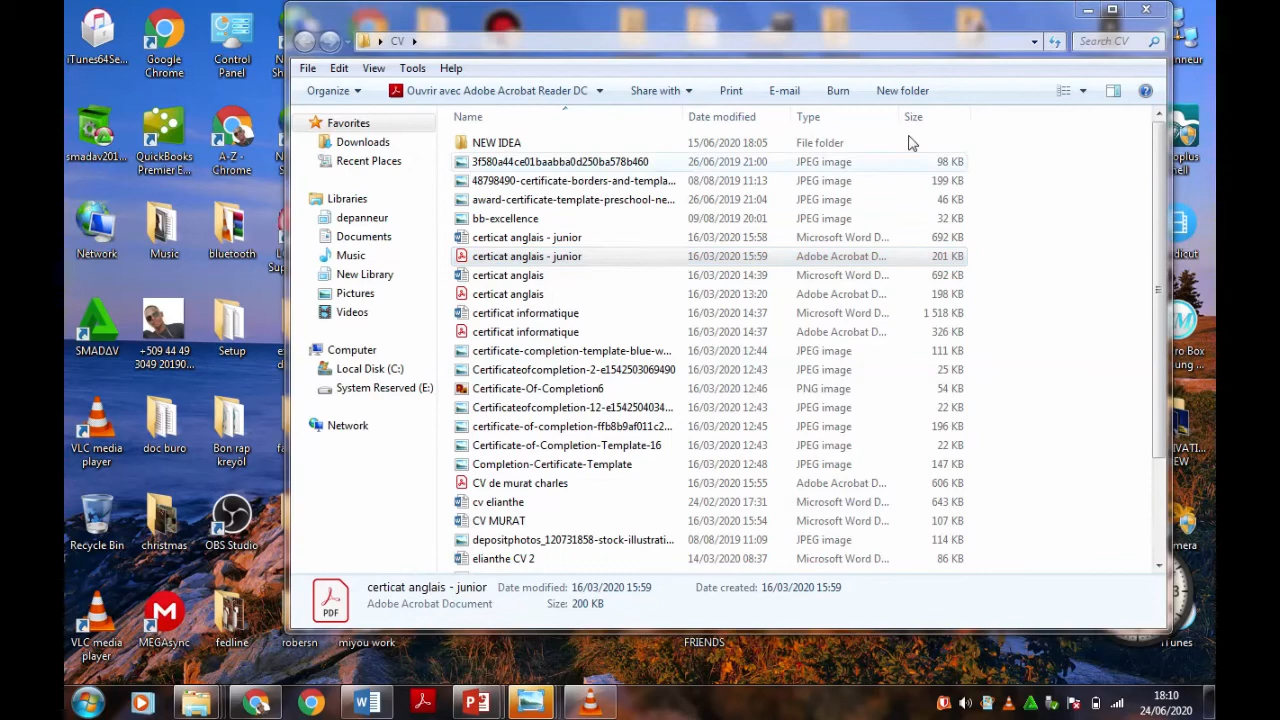 iTunes64Se...
Google Chrome
Control Panel
CV
Search CV
File Edit View Tools Help
Organize Ouvrir avec Adobe Acrobat Reader DC Share with Print E-mail Burn New folder
Favorites
Downloads
Recent Places
Libraries
depanneur
Documents
Music
New Library
Pictures
Videos
Computer
Local Disk (C:)
System Reserved (E:)
Network
Name Date modified Type Size
NEW IDEA 15/06/2020 18:05 File folder
3f580a44ce01baabba0d250ba578b460 26/06/2019 21:00 JPEG image 98 KB
48798490-certificate-borders-and-templa... 08/08/2019 11:13 JPEG image 199 KB
award-certificate-template-preschool-ne... 26/06/2019 21:04 JPEG image 46 KB
bb-excellence 09/08/2019 20:01 JPEG image 32 KB
certicat anglais - junior 16/03/2020 15:58 Microsoft Word D... 692 KB
certicat anglais - junior 16/03/2020 15:59 Adobe Acrobat D... 201 KB
certicat anglais 16/03/2020 14:39 Microsoft Word D... 692 KB
certicat anglais 16/03/2020 13:20 Adobe Acrobat D... 198 KB
certificat informatique 16/03/2020 14:37 Microsoft Word D... 1 518 KB
certificat informatique 16/03/2020 14:37 Adobe Acrobat D... 326 KB
certificate-completion-template-blue-w... 16/03/2020 12:44 JPEG image 111 KB
Certificateofcompletion-2-e1542503069490 16/03/2020 12:43 JPEG image 25 KB
Certificate-Of-Completion6 16/03/2020 12:46 PNG image 54 KB
Certificateofcompletion-12-e1542504034... 16/03/2020 12:43 JPEG image 22 KB
certificate-of-completion-ffb8b9af011c2... 16/03/2020 12:45 JPEG image 196 KB
Certificate-of-Completion-Template-16 16/03/2020 12:43 JPEG image 22 KB
Completion-Certificate-Template 16/03/2020 12:48 JPEG image 147 KB
CV de murat charles 16/03/2020 15:55 Adobe Acrobat D... 606 KB
cv elianthe 24/02/2020 17:31 Microsoft Word D... 643 KB
CV MURAT 16/03/2020 15:54 Microsoft Word D... 107 KB
depositphotos_120731858-stock-illustrati... 08/08/2019 11:09 JPEG image 114 KB
elianthe CV 2 14/03/2020 08:37 Microsoft Word D... 86 KB
PDF
certicat anglais - junior Date modified: 16/03/2020 15:59 Date created: 16/03/2020 15:59
Adobe Acrobat Document Size: 200 KB
smadav201...
QuickBooks Premier E...
A-Z - Chrome
Network
Music
bluetooth
SMADΔV
+509 44 49 3049 20190...
Setup
VLC media player
doc buro
Bon rap kreyòl
Recycle Bin
christmas
OBS Studio
VLC media player
MEGAsync
fedline
robersn
miyou work
FRIENDS
iTunes
18:10
24/06/2020